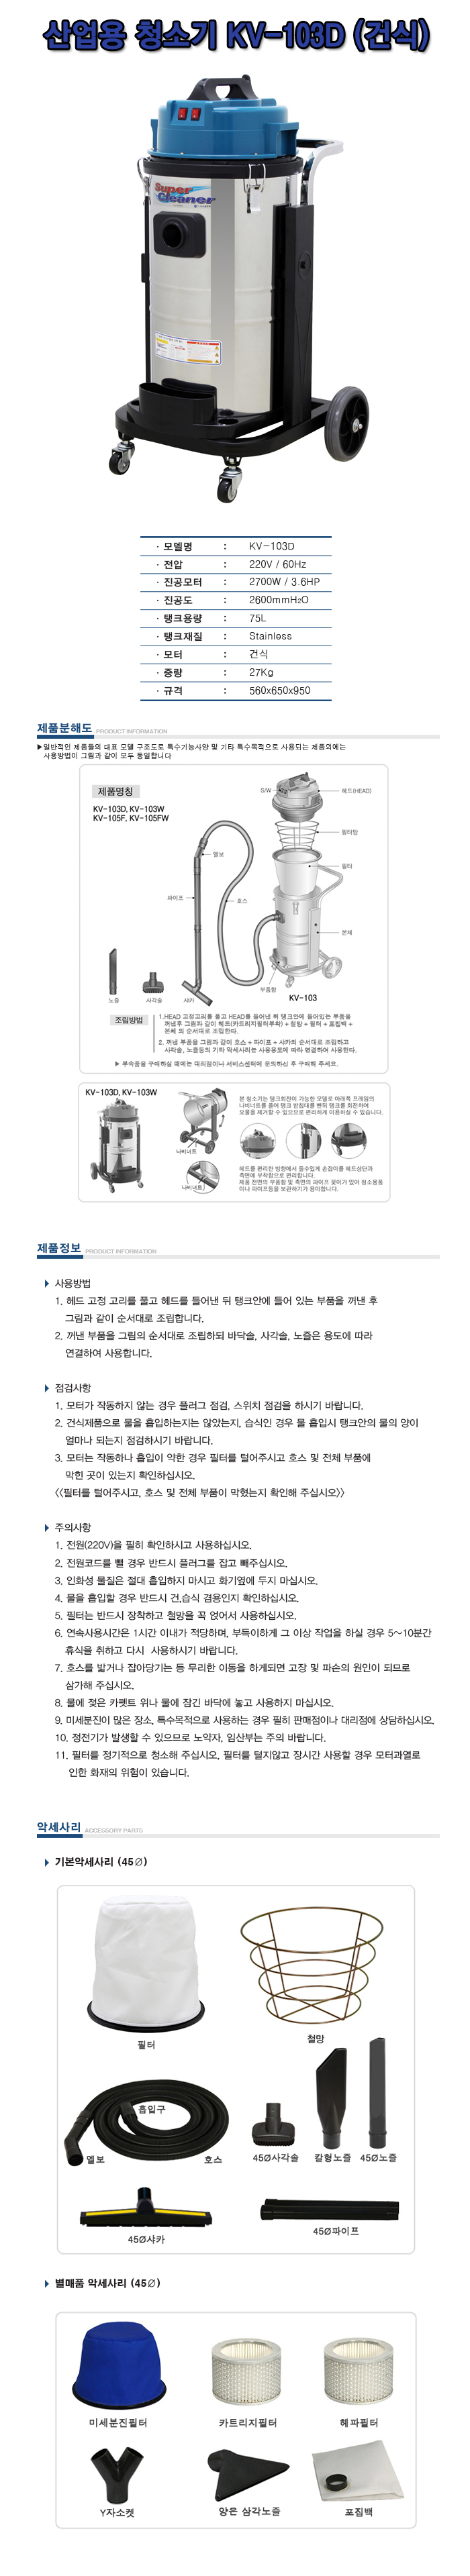 산업용 청소기 KV-103D (건식)
Super
Cleaner
· 모델명 : KV-103D
· 전압 : 220V / 60Hz
· 진공모터 : 2700W / 3.6HP
· 진공도 : 2600mmH₂O
· 탱크용량 : 75L
· 탱크재질 : Stainless
· 모터 : 건식
· 중량 : 27Kg
· 규격 : 560x650x950
제품분해도 PRODUCT INFORMATION
▶일반적인 제품들의 대표 모델 구조도로 특수기능사양 및 기타 특수목적으로 사용되는 제품외에는
사용방법이 그림과 같이 모두 동일합니다
제품명칭
KV-103D, KV-103W
KV-105F, KV-105FW
S/W
헤드(HEAD)
필터망
필터
엘보
파이프
호스
본체
노즐
사각솔
샤카
부품함
KV-103
조립방법
1.HEAD 고정고리를 풀고 HEAD를 들어낸 뒤 탱크안에 들어있는 부품을
꺼낸후 그림과 같이 헤드(카트리지필터부착) + 철망 + 필터 + 포집백 +
본체 의 순서대로 조립한다.
2. 꺼낸 부품을 그림과 같이 호스 + 파이프 + 샤카의 순서대로 조립하고
사각솔, 노즐등의 기타 악세사리는 사용용도에 따라 연결하여 사용한다.
▶ 부속품을 구매하실 때에는 대리점이나 서비스센터에 문의하신 후 구매해 주세요.
KV-103D, KV-103W
나비너트
나비너트
본 청소기는 탱크회전이 가능한 모델로 아래쪽 프레임의
나비너트를 풀어 탱크 받침대를 뺀뒤 탱크를 회전하여
오물을 제거할 수 있으므로 편리하게 이용하실 수 있습니다.
헤드를 편리한 방향에서 들수있게 손잡이를 헤드상단과
측면에 부착함으로 편리합니다.
제품 전면의 부품함 및 측면의 파이프 꽂이가 있어 청소용품
이나 파이프등을 보관하기가 용이합니다.
제품정보 PRODUCT INFORMATION
사용방법
1. 헤드 고정 고리를 풀고 헤드를 들어낸 뒤 탱크안에 들어 있는 부품을 꺼낸 후
그림과 같이 순서대로 조립합니다.
2. 꺼낸 부품을 그림의 순서대로 조립하되 바닥솔, 사각솔, 노즐은 용도에 따라
연결하여 사용합니다.
점검사항
1. 모터가 작동하지 않는 경우 플러그 점검, 스위치 점검을 하시기 바랍니다.
2. 건식제품으로 물을 흡입하는지는 않았는지, 습식인 경우 물 흡입시 탱크안의 물의 양이
얼마나 되는지 점검하시기 바랍니다.
3. 모터는 작동하나 흡입이 약한 경우 필터를 털어주시고 호스 및 전체 부품에
막힌 곳이 있는지 확인하십시오.
<<필터를 털어주시고, 호스 및 전체 부품이 막혔는지 확인해 주십시오>>
주의사항
1. 전원(220V)을 필히 확인하시고 사용하십시오.
2. 전원코드를 뺄 경우 반드시 플러그를 잡고 빼주십시오.
3. 인화성 물질은 절대 흡입하지 마시고 화기옆에 두지 마십시오.
4. 물을 흡입할 경우 반드시 건,습식 겸용인지 확인하십시오.
5. 필터는 반드시 장착하고 철망을 꼭 얹어서 사용하십시오.
6. 연속사용시간은 1시간 이내가 적당하며, 부득이하게 그 이상 작업을 하실 경우 5~10분간
휴식을 취하고 다시 사용하시기 바랍니다.
7. 호스를 밟거나 잡아당기는 등 무리한 이동을 하게되면 고장 및 파손의 원인이 되므로
삼가해 주십시요.
8. 물에 젖은 카펫트 위나 물에 잠긴 바닥에 놓고 사용하지 마십시오.
9. 미세분진이 많은 장소, 특수목적으로 사용하는 경우 필히 판매점이나 대리점에 상담하십시오.
10. 정전기가 발생할 수 있으므로 노약자, 임산부는 주의 바랍니다.
11. 필터를 정기적으로 청소해 주십시오, 필터를 털지않고 장시간 사용할 경우 모터과열로
인한 화재의 위험이 있습니다.
악세사리 ACCESSORY PARTS
기본악세사리 (45∅)
필터
철망
흡입구
엘보
호스
45∅사각솔
칼형노즐
45∅노즐
45∅샤카
45∅파이프
별매품 악세사리 (45∅)
미세분진필터
카트리지필터
헤파필터
Y자소켓
양은 삼각노즐
포집백